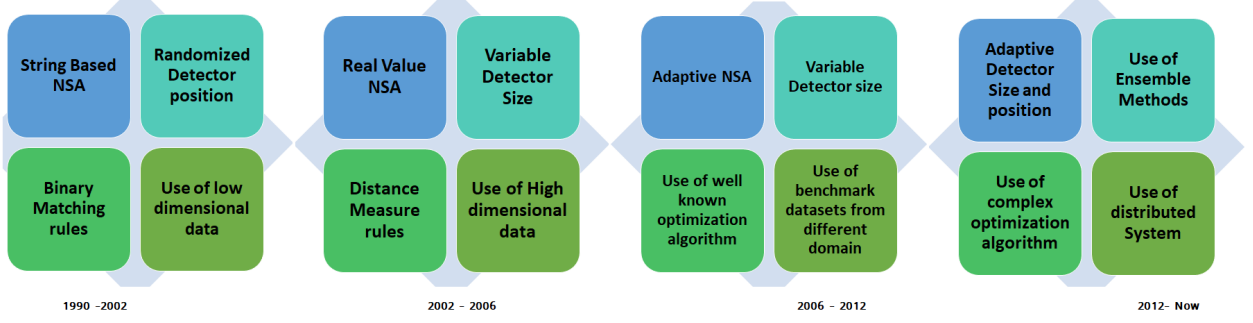 String Based
NSA
Randomized
Detector
position
Binary
Matching
rules
Use of low
dimensional
data
1990 -2002
Real Value
NSA
Variable
Detector
Size
Distance
Measure
rules
Use of High
dimensional
data
2002 - 2006
Adaptive NSA
Variable
Detector size
Use of well
known
optimization
algorithm
Use of
benchmark
datasets from
different
domain
2006 - 2012
Adaptive
Detector
Size and
position
Use of
Ensemble
Methods
Use of
complex
optimization
algorithm
Use of
distributed
System
2012- Now